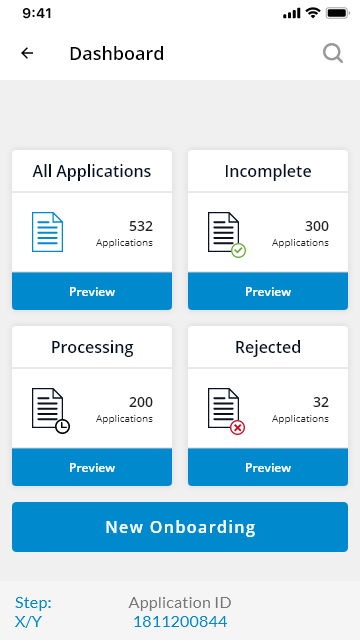 9:41
Dashboard
All Applications
532
Applications
Preview
Incomplete
300
Applications
Preview
Processing
200
Applications
Preview
Rejected
32
Applications
Preview
New Onboarding
Step:
X/Y
Application ID
1811200844